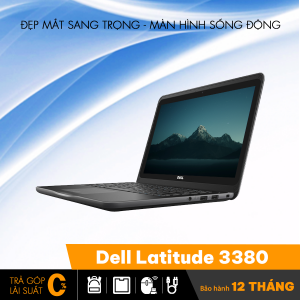 ĐẸP MẮT SANG TRỌNG - MÀN HÌNH SỐNG ĐỘNG
DELL
Dell Latitude 3380
TRẢ GÓP
LÃI SUẤT
%
Bảo hành 12 THÁNG